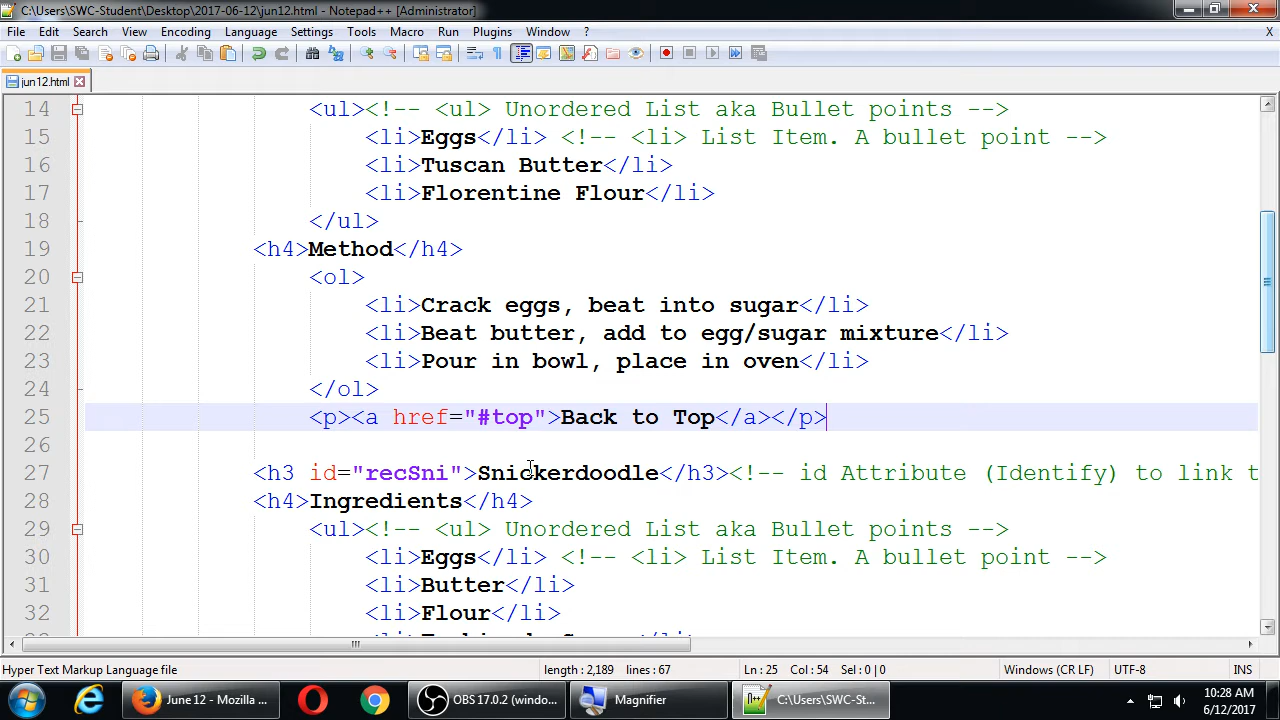 C:\Users\SWC-Student\Desktop\2017-06-12\jun12.html - Notepad++ [Administrator]
File Edit Search View Encoding Language Settings Tools Macro Run Plugins Window ? X
jun12.html
14 <ul><!-- <ul> Unordered List aka Bullet points -->
15 <li>Eggs</li> <!-- <li> List Item. A bullet point -->
16 <li>Tuscan Butter</li>
17 <li>Florentine Flour</li>
18 </ul>
19 <h4>Method</h4>
20 <ol>
21 <li>Crack eggs, beat into sugar</li>
22 <li>Beat butter, add to egg/sugar mixture</li>
23 <li>Pour in bowl, place in oven</li>
24 </ol>
25 <p><a href="#top">Back to Top</a></p>
26
27 <h3 id="recSni">Snickerdoodle</h3><!-- id Attribute (Identify) to link t
28 <h4>Ingredients</h4>
29 <ul><!-- <ul> Unordered List aka Bullet points -->
30 <li>Eggs</li> <!-- <li> List Item. A bullet point -->
31 <li>Butter</li>
32 <li>Flour</li>
Hyper Text Markup Language file length : 2,189 lines : 67 Ln : 25 Col : 54 Sel : 0 | 0 Windows (CR LF) UTF-8 INS
June 12 - Mozilla ... OBS 17.0.2 (windo... Magnifier C:\Users\SWC-St... 10:28 AM
6/12/2017